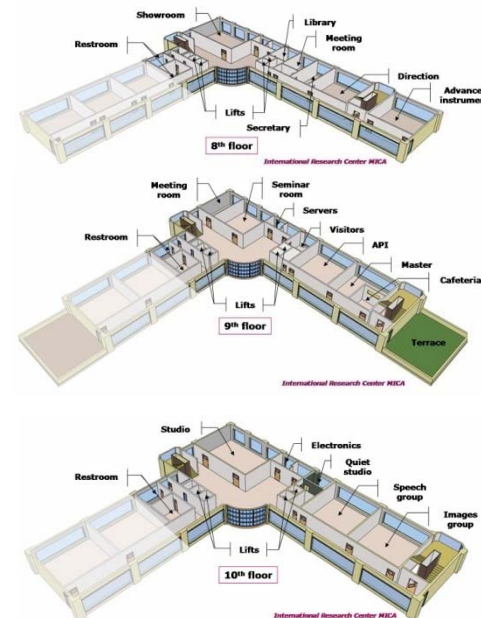 Showroom
Library
Restroom
Meeting
room
Direction
Advance
instrument
Lifts
Secretary
8th floor
International Research Center MICA
Meeting
room
Seminar
room
Servers
Visitors
Restroom
API
Master
Cafeteria
Lifts
9th floor
Terrace
International Research Center MICA
Studio
Electronics
Quiet
studio
Restroom
Speech
group
Images
group
Lifts
10th floor
International Research Center MICA